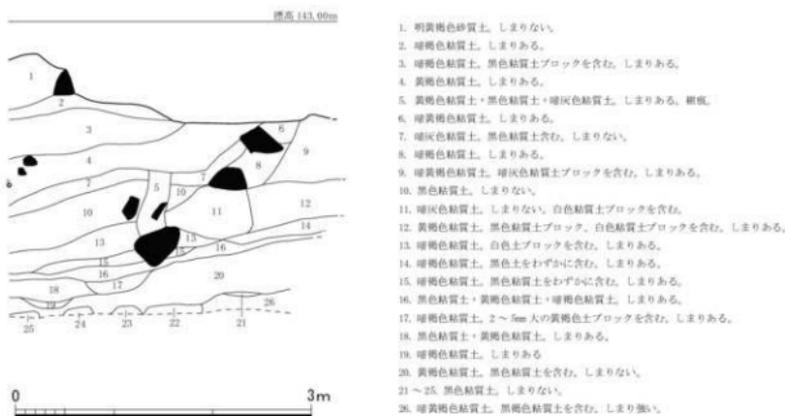 標高 143.00m
1
2
3
4
5
6
7
7
8
9
10
10
11
12
13
13
14
15
15
16
16
17
18
19
20
21
22
23
24
25
26
0
3m
1. 明黄褐色砂質土。しまりない。
2. 暗褐色粘質土。しまりある。
3. 暗褐色粘質土。黒色粘質土ブロックを含む。しまりある。
4. 黄褐色粘質土。しまりある。
5. 黄褐色粘質土・黒色粘質土・暗灰色粘質土。しまりある。樹痕。
6. 暗黄褐色粘質土。しまりある。
7. 暗灰色粘質土。黒色粘質土含む。しまりない。
8. 暗褐色粘質土。しまりある。
9. 暗黄褐色粘質土。暗灰色粘質土ブロックを含む。しまりある。
10. 黒色粘質土。しまりない。
11. 暗灰色粘質土。しまりない。白色粘質土ブロックを含む。
12. 黄褐色粘質土。黒色粘質土ブロック、白色粘質土ブロックを含む。しまりある。
13. 暗褐色粘質土。白色土ブロックを含む。しまりある。
14. 暗褐色粘質土。黒色土をわずかに含む。しまりある。
15. 暗褐色粘質土。黒色粘質土をわずかに含む。しまりある。
16. 黒色粘質土・黄褐色粘質土・暗褐色粘質土。しまりある。
17. 暗褐色粘質土。2～5mm 大の黄褐色土ブロックを含む。しまりある。
18. 黒色粘質土・黄褐色粘質土。しまりある。
19. 暗褐色粘質土。しまりある
20. 黄褐色粘質土。黒色粘質土を含む。しまりない。
21～25. 黒色粘質土。しまりない。
26. 暗黄褐色粘質土。黒褐色粘質土を含む。しまり強い。